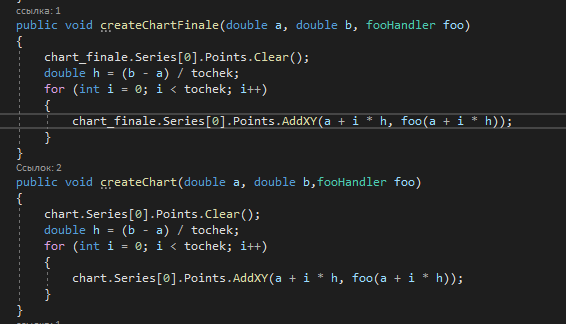 ссылка: 1
public void createChartFinale(double a, double b, fooHandler foo)
{
chart_finale.Series[0].Points.Clear();
double h = (b - a) / tochek;
for (int i = 0; i < tochek; i++)
{
chart_finale.Series[0].Points.AddXY(a + i * h, foo(a + i * h));
}
}
Ссылок: 2
public void createChart(double a, double b,fooHandler foo)
{
chart.Series[0].Points.Clear();
double h = (b - a) / tochek;
for (int i = 0; i < tochek; i++)
{
chart.Series[0].Points.AddXY(a + i * h, foo(a + i * h));
}
}